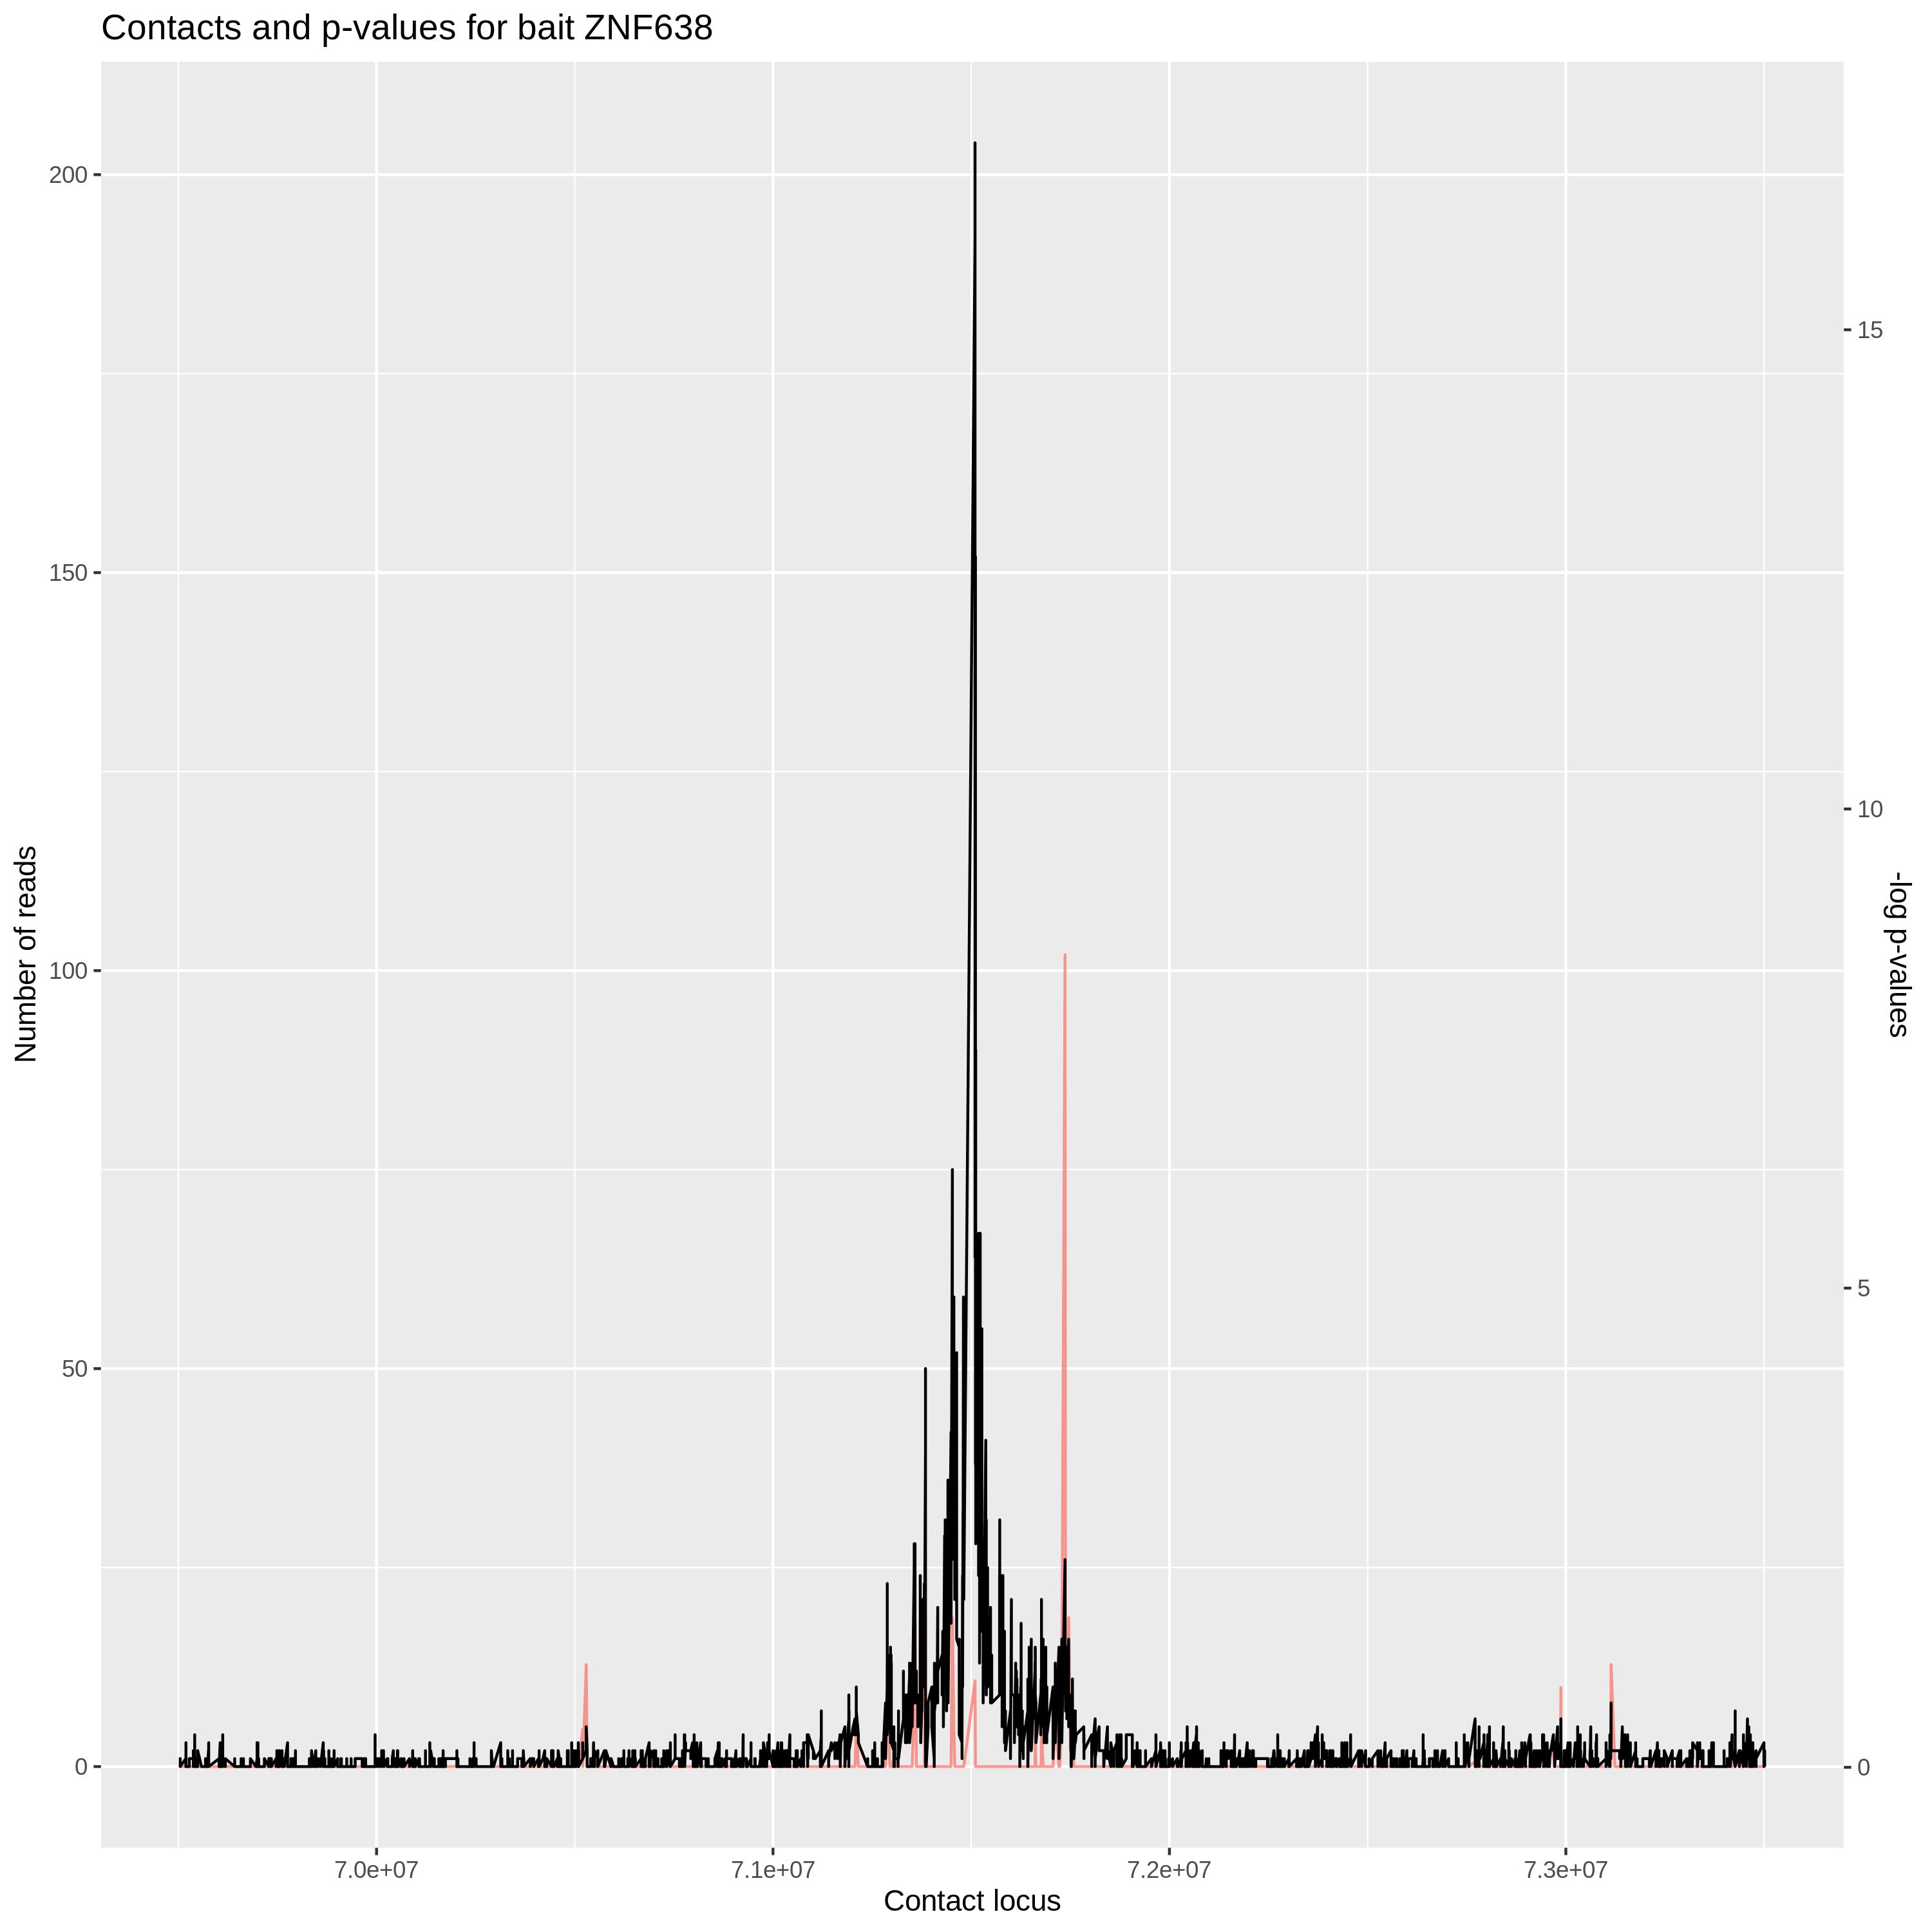 Contacts and p-values for bait ZNF638
200
150
100
50
0
Number of reads
15
10
5
0
-log p-values
7.0e+07
7.1e+07
7.2e+07
7.3e+07
Contact locus